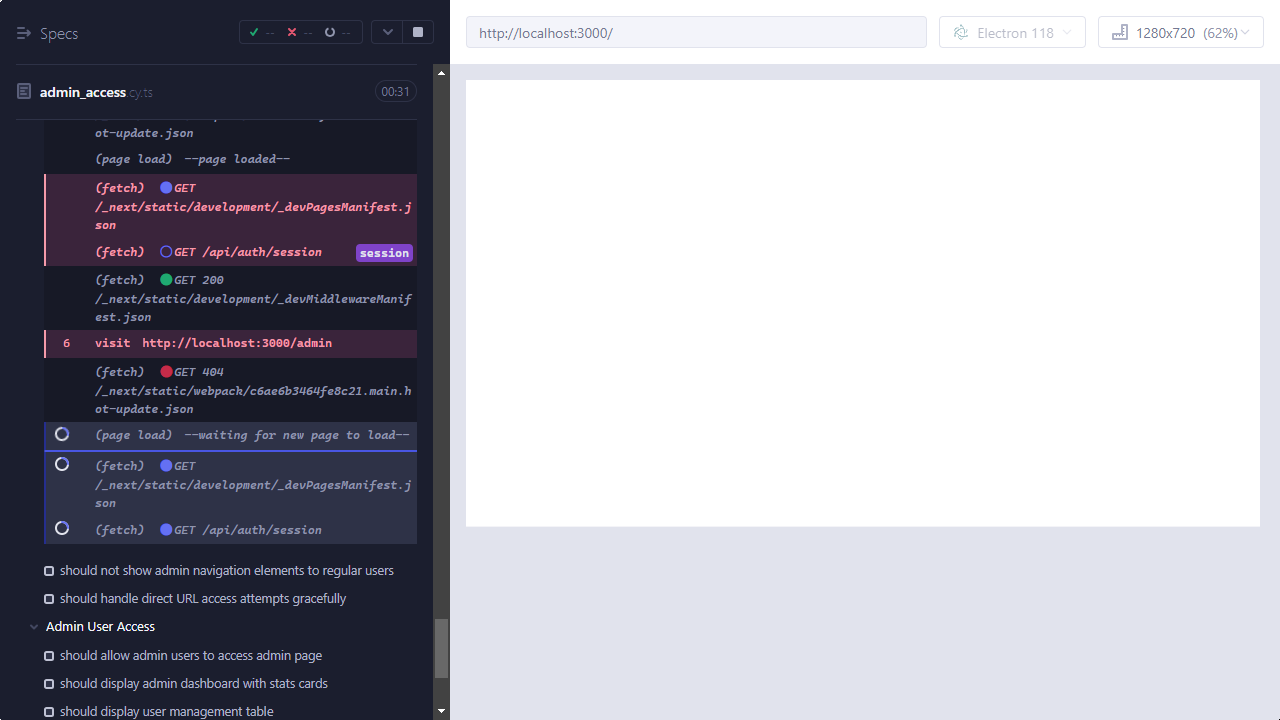 Specs
--
--
--
http://localhost:3000/
Electron 118
1280x720 (62%)
admin_access.cy.ts
00:31
ot-update.json
(page load) --page loaded--
(fetch) GET
/_next/static/development/_devPagesManifest.j
son
(fetch) GET /api/auth/session
session
(fetch) GET 200
/_next/static/development/_devMiddlewareManif
est.json
6 visit http://localhost:3000/admin
(fetch) GET 404
/_next/static/webpack/c6ae6b3464fe8c21.main.h
ot-update.json
(page load) --waiting for new page to load--
(fetch) GET
/_next/static/development/_devPagesManifest.j
son
(fetch) GET /api/auth/session
should not show admin navigation elements to regular users
should handle direct URL access attempts gracefully
Admin User Access
should allow admin users to access admin page
should display admin dashboard with stats cards
should display user management table